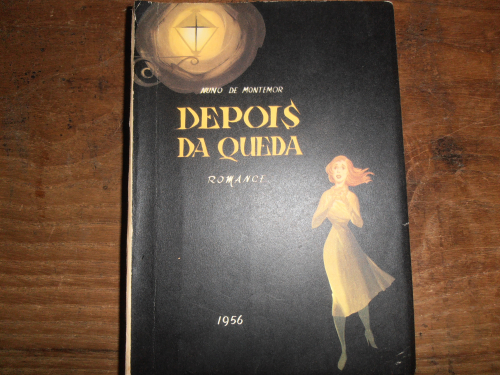 NUNO DE MONTEMOR
DEPOIS
DA QUEDA
ROMANCE
1956